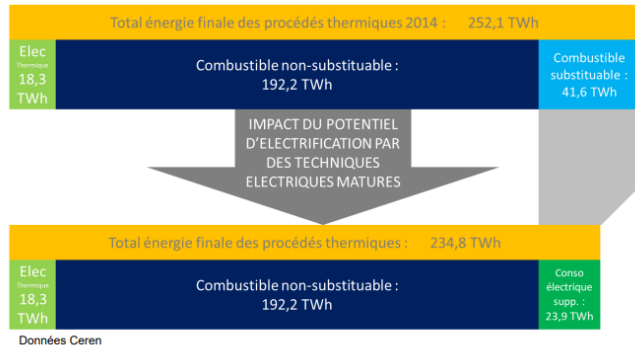 Total énergie finale des procédés thermiques 2014 : 252,1 TWh
Elec
Thermique
18,3
TWh
Combustible non-substituable :
192,2 TWh
Combustible
substituable :
41,6 TWh
IMPACT DU POTENTIEL
D'ELECTRIFICATION PAR
DES TECHNIQUES
ELECTRIQUES MATURES
Total énergie finale des procédés thermiques : 234,8 TWh
Elec
Thermique
18,3
TWh
Combustible non-substituable :
192,2 TWh
Conso
électrique
supp. :
23,9 TWh
Données Ceren